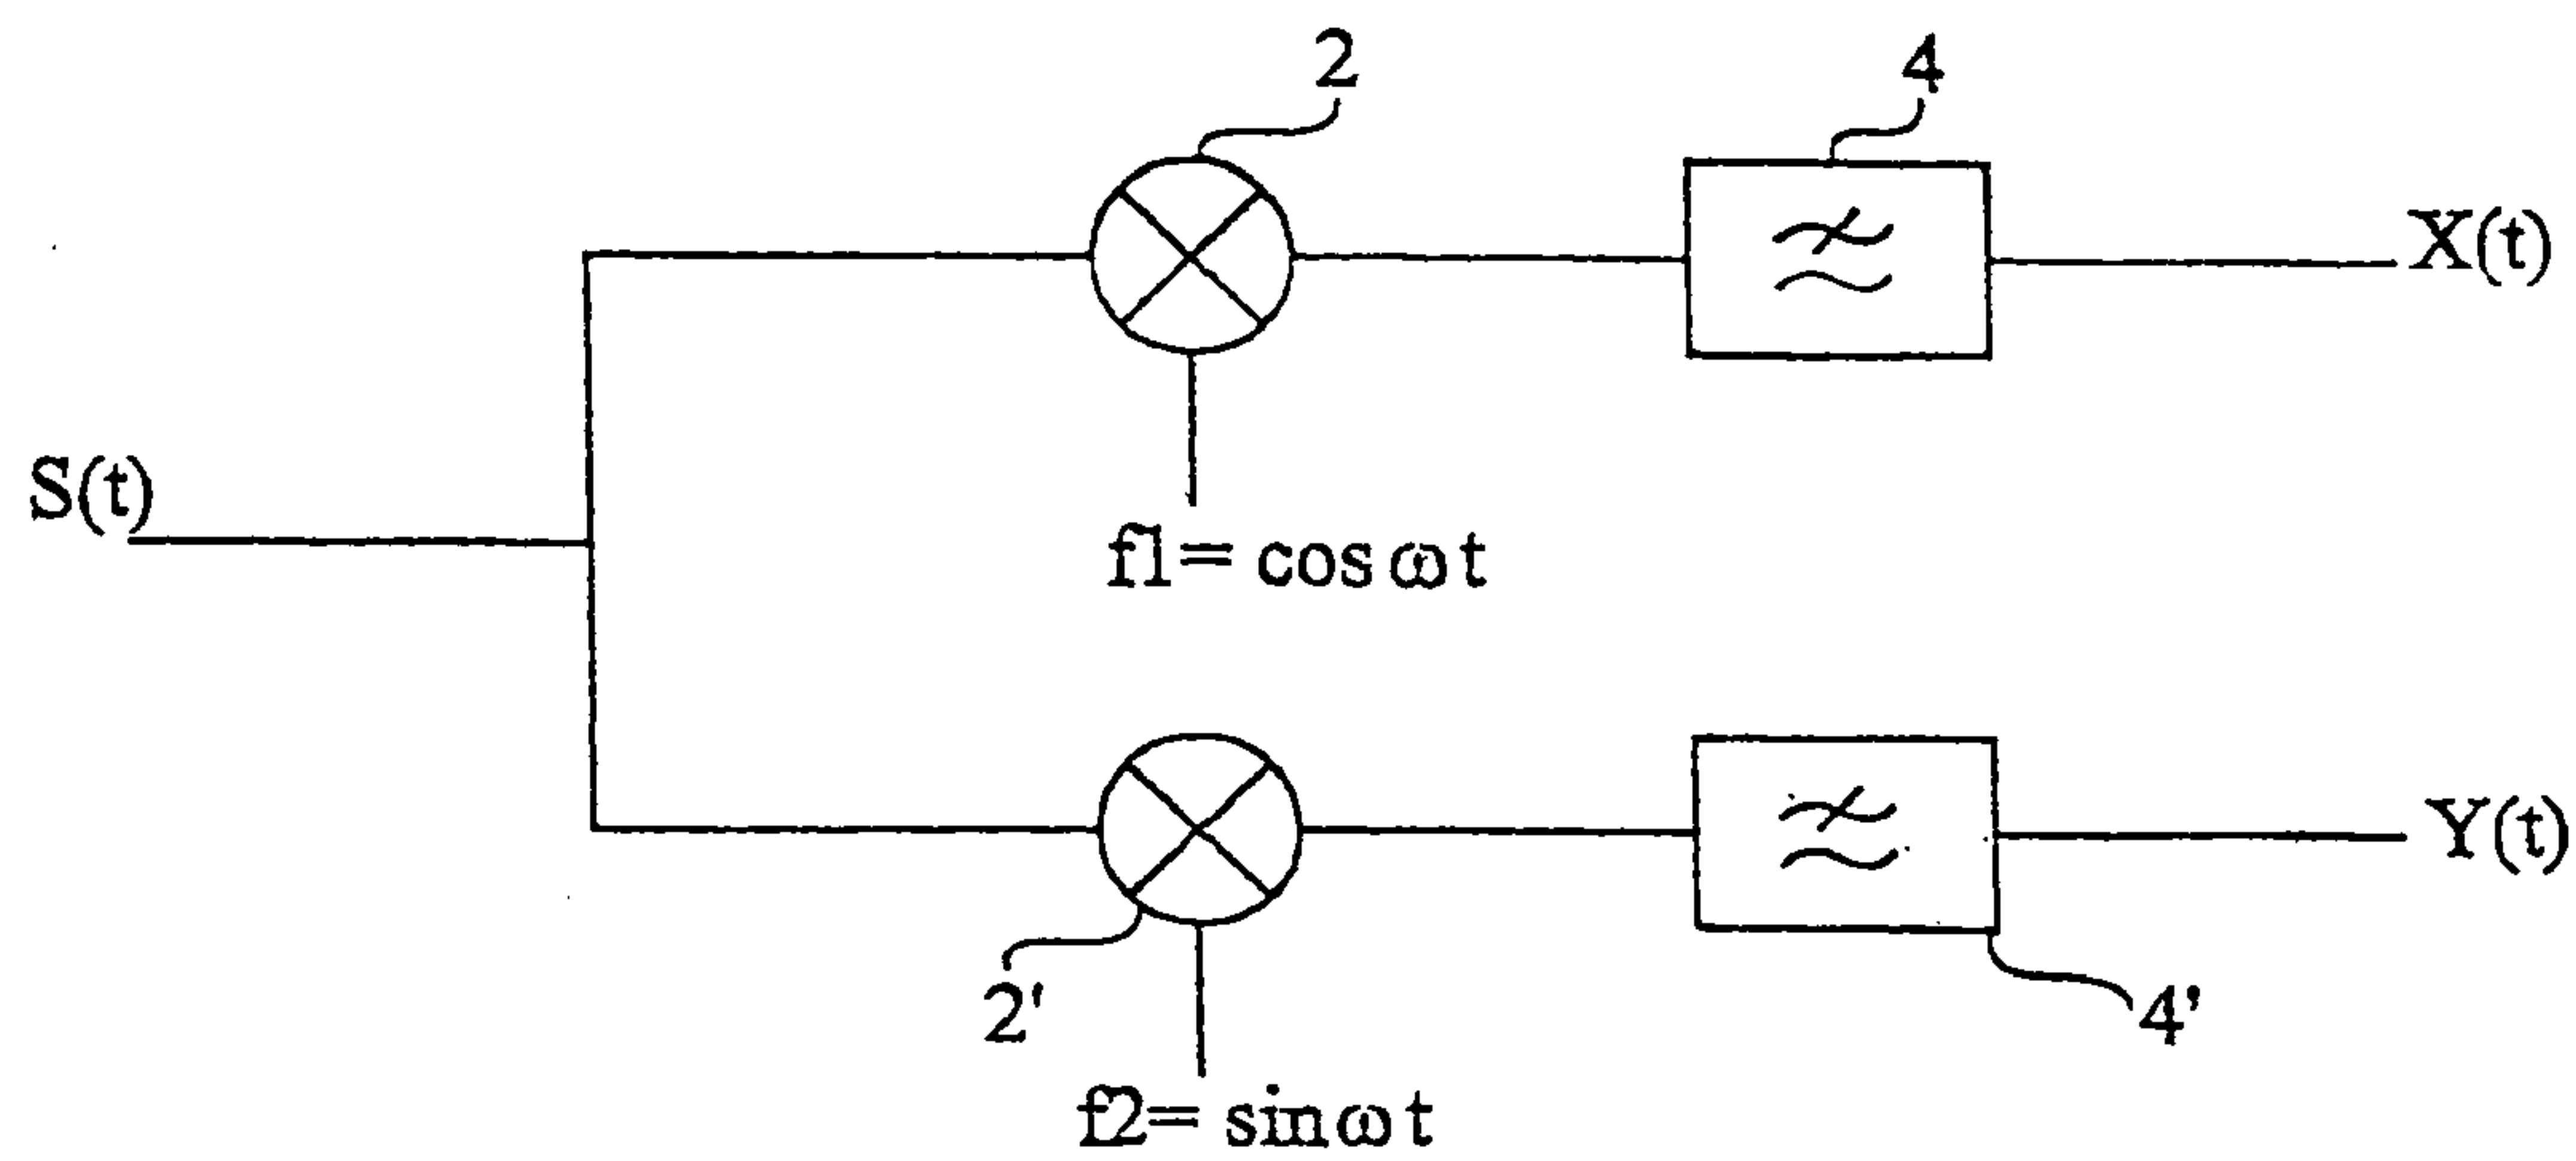 2
4
X(t)
S(t)
f1= cos ω t
Y(t)
2'
4'
f2= sin ω t